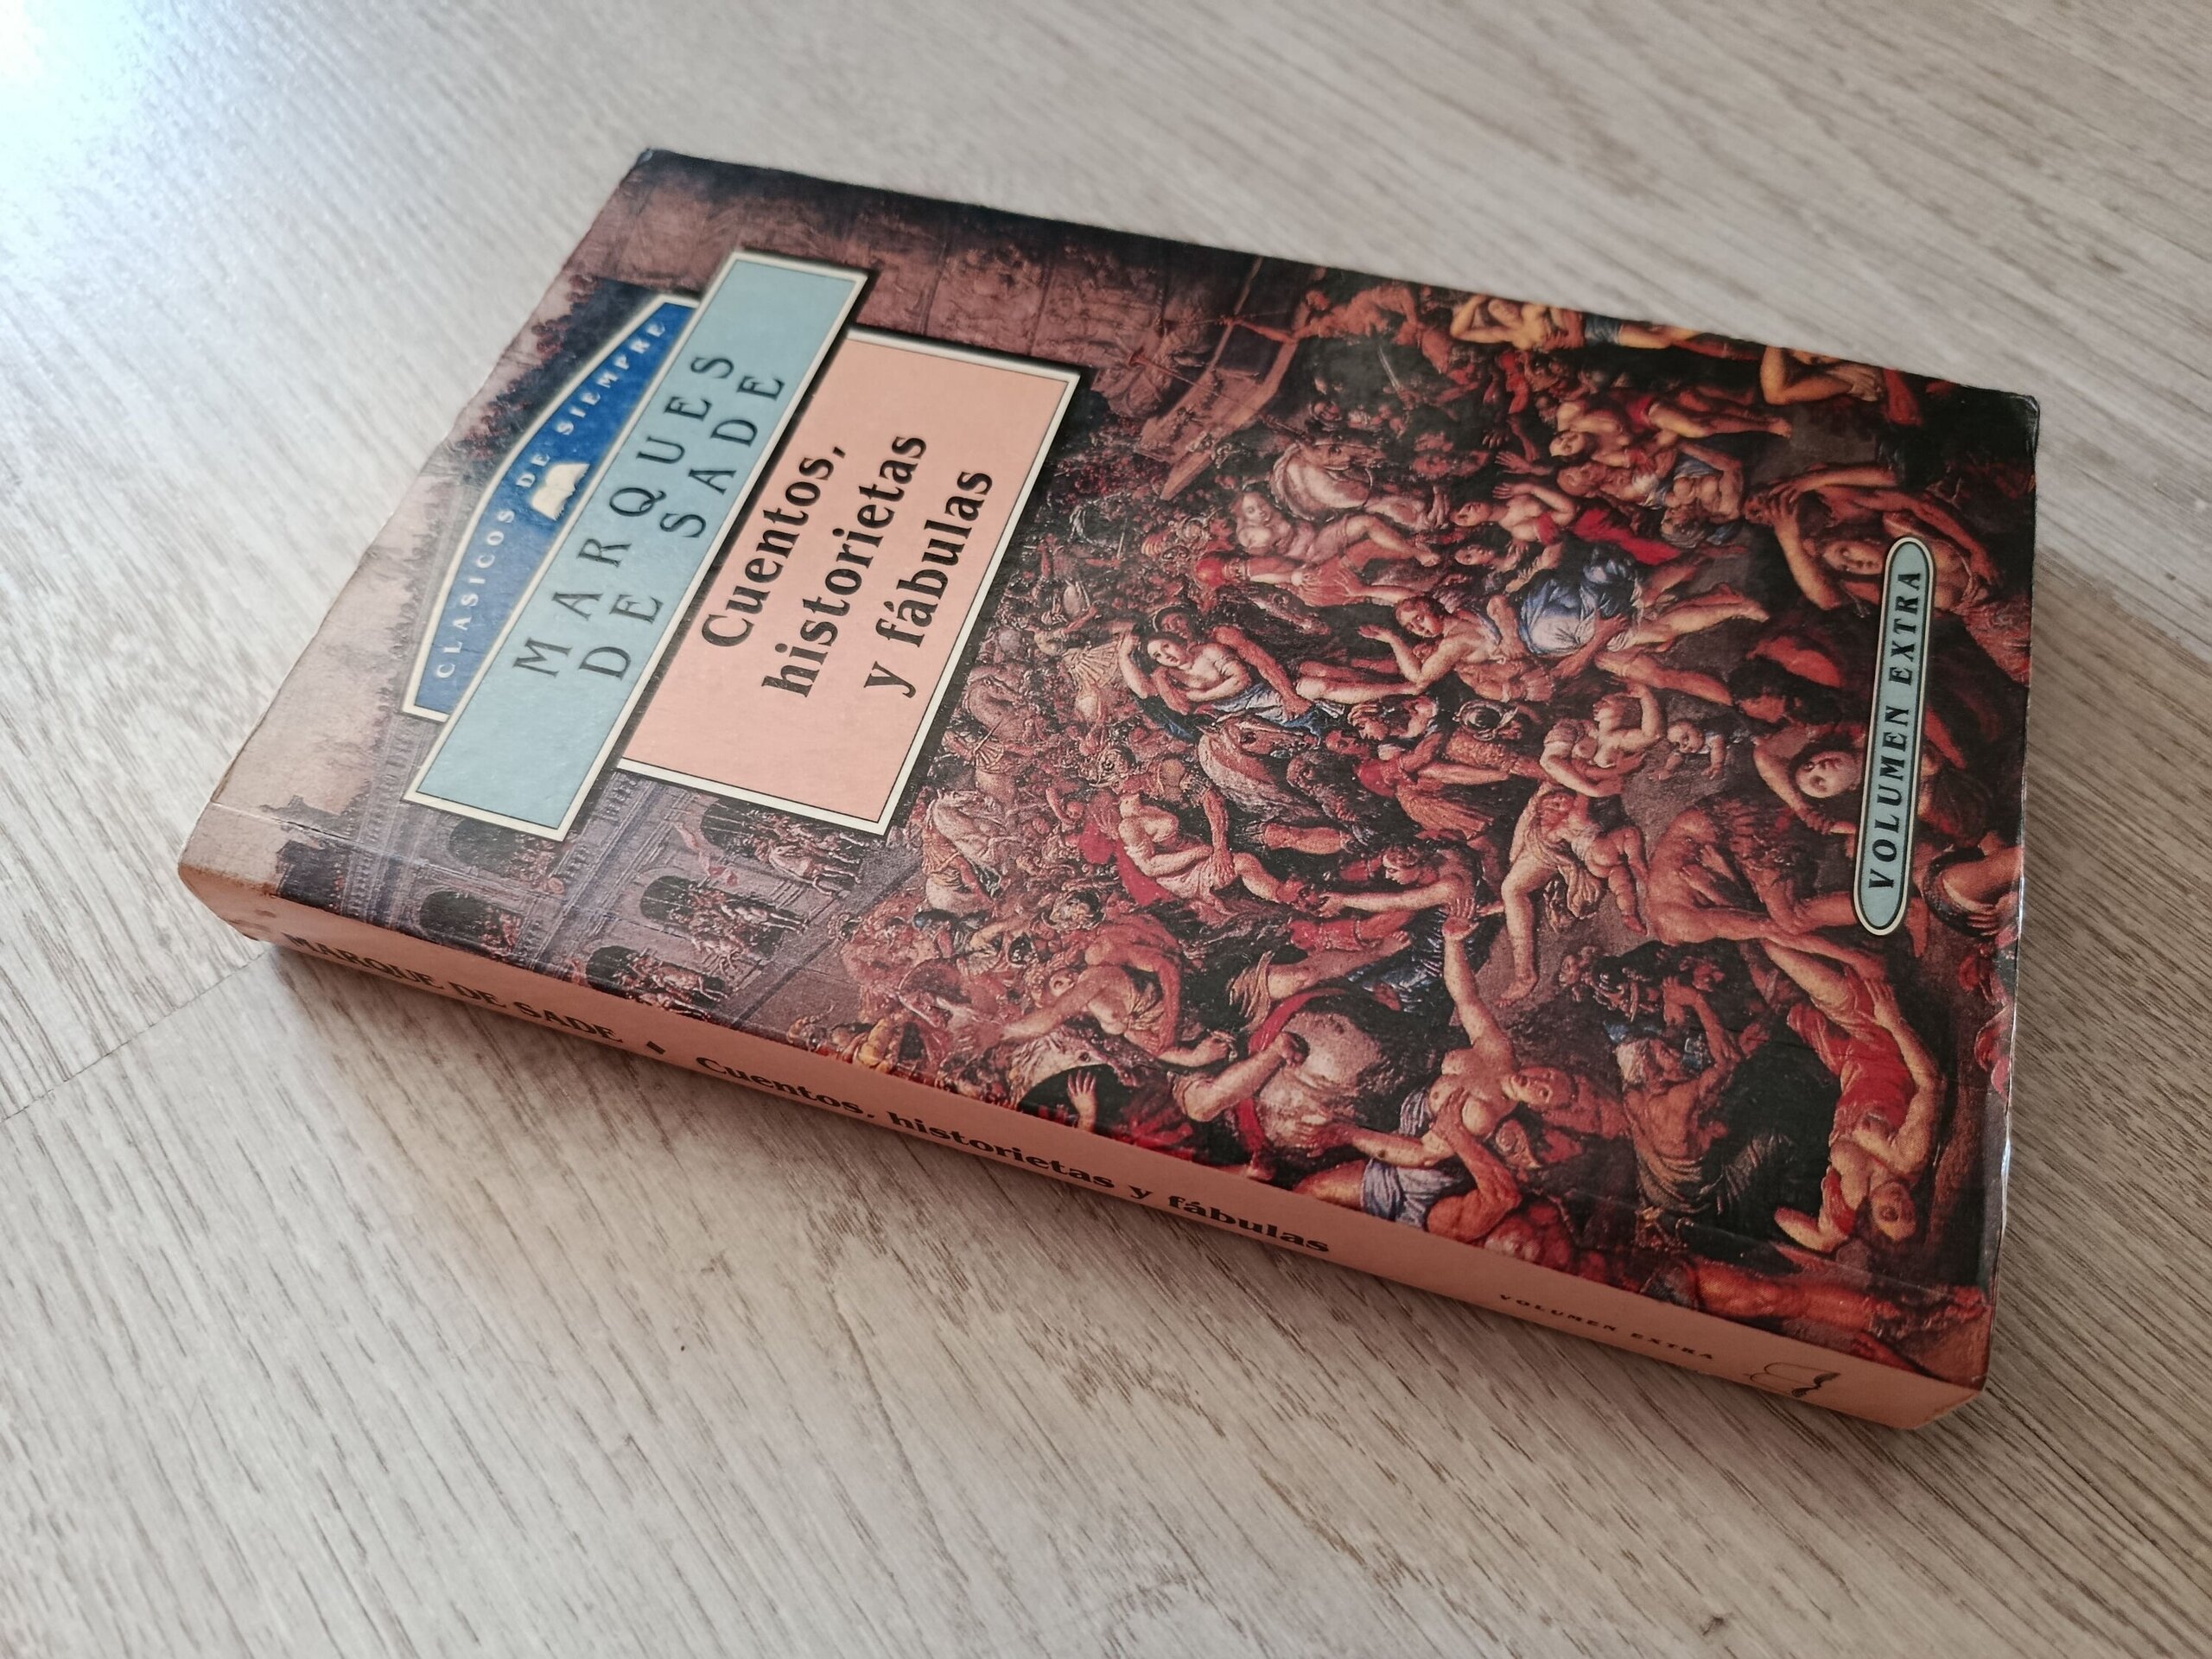 CLASICOS DE SIEMPRE
MARQUES
DE SADE
Cuentos,
historietas
y fábulas
VOLUMEN EXTRA
MARQUE DE SADE ♦ Cuentos, historietas y fábulas VOLUMEN EXTRA